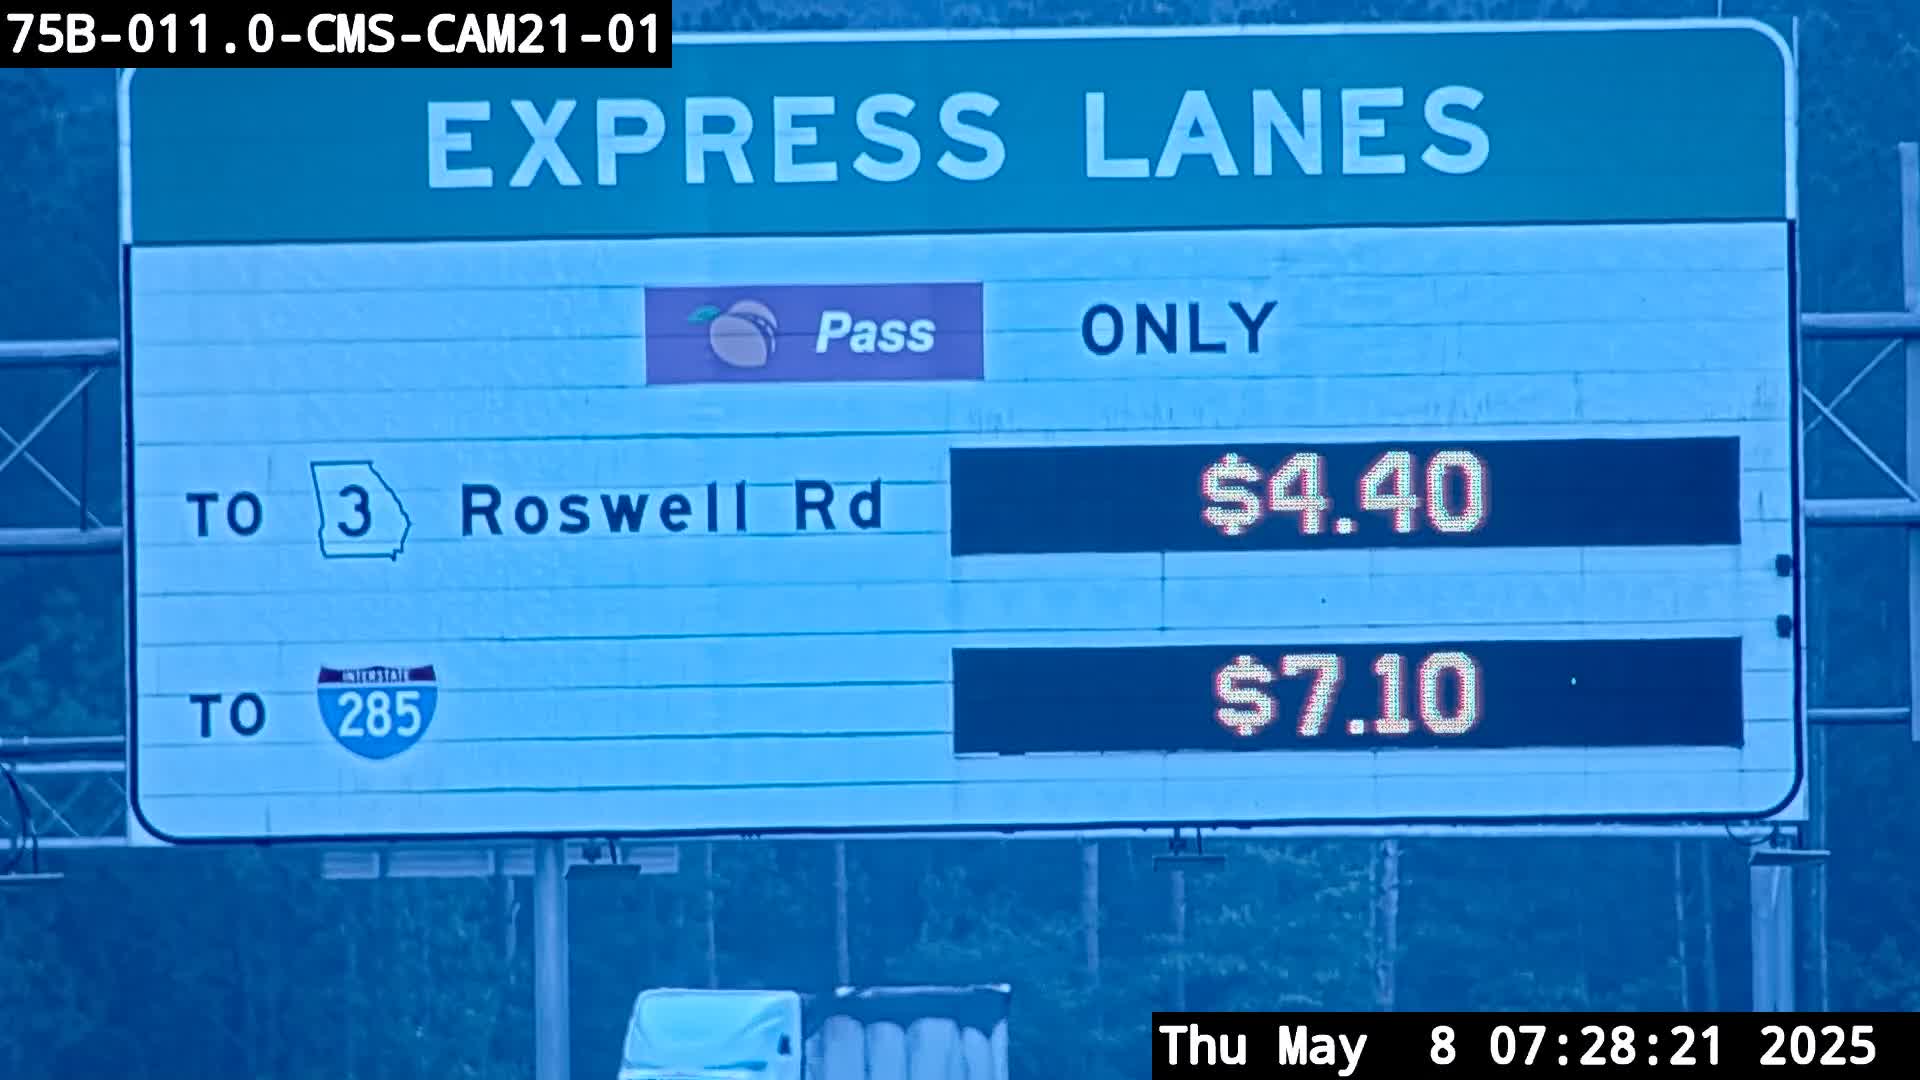 75B-011.0-CMS-CAM21-01
EXPRESS LANES
Pass ONLY
TO 3 Roswell Rd $4.40
INTERSTATE
TO 285 $7.10
Thu May 8 07:28:21 2025